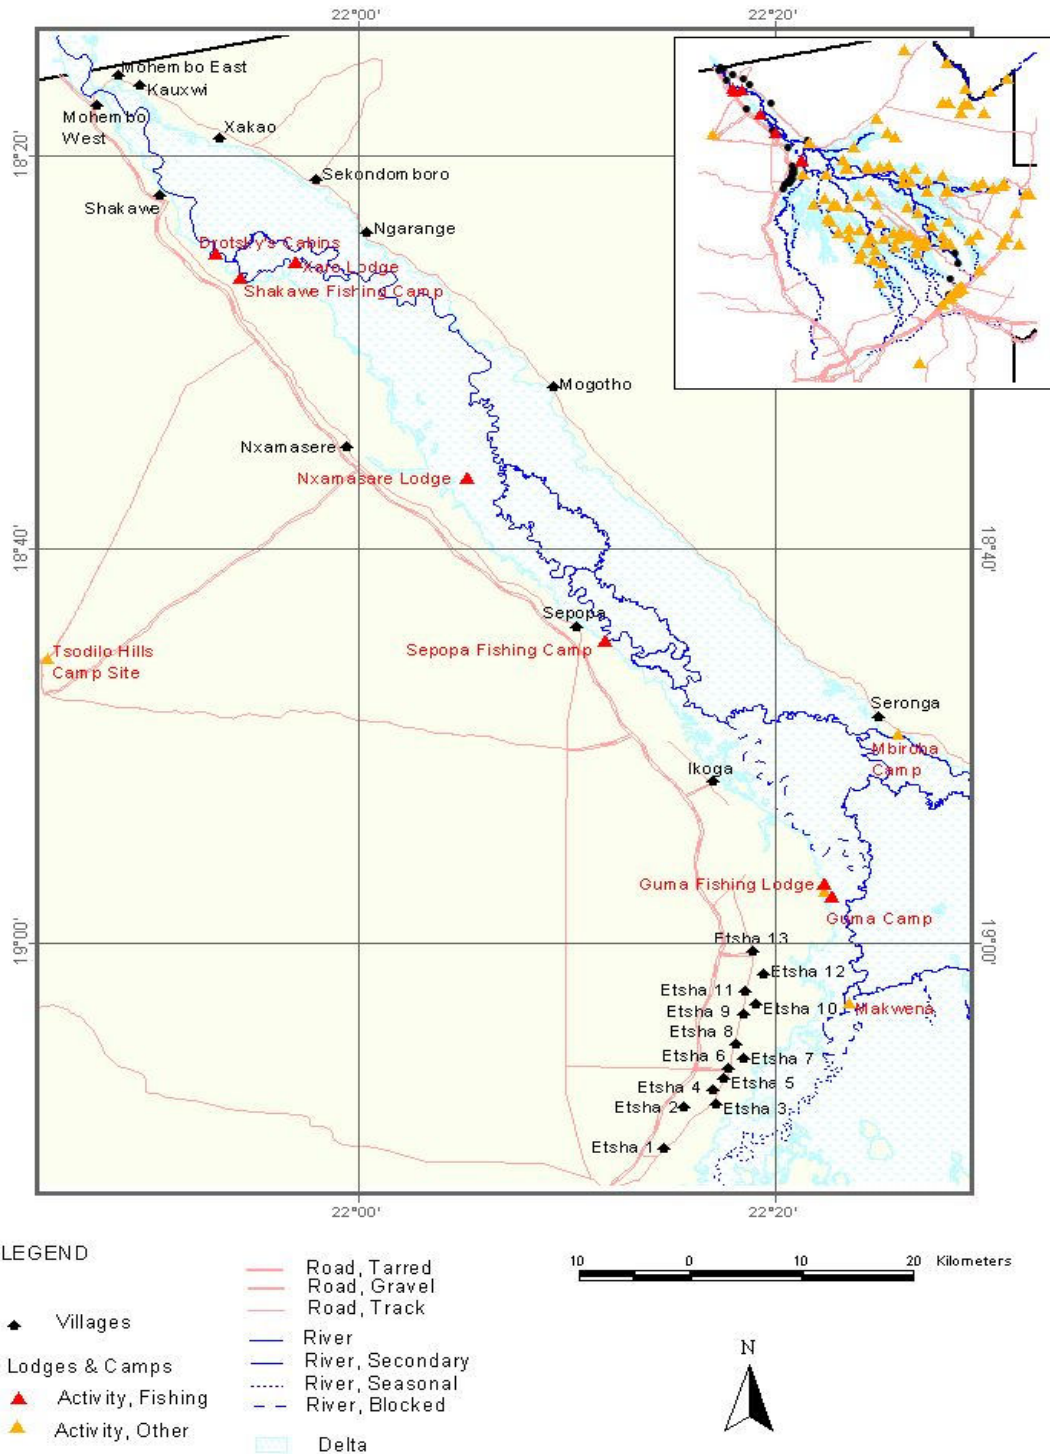 22°00'
22°20'
Mohembo East
Kauxwi
Mohembo
West
Xakao
18°20'
Sekondomboro
Shakawe
Ngarange
Drotsky's Cabins
Xaro Lodge
Shakawe Fishing Camp
Mogotho
Nxamasere
Nxamasare Lodge
18°40'
18°40'
Sepopa
Sepopa Fishing Camp
Tsodilo Hills
Camp Site
Seronga
Mbiroba
Camp
Ikoga
Guma Fishing Lodge
Guma Camp
19°00'
19°00'
Etsha 13
Etsha 12
Etsha 11
Etsha 10
Makwena
Etsha 9
Etsha 8
Etsha 7
Etsha 6
Etsha 5
Etsha 4
Etsha 3
Etsha 2
Etsha 1
22°00'
22°20'
LEGEND
Villages
Lodges & Camps
Activity, Fishing
Activity, Other
Road, Tarred
Road, Gravel
Road, Track
River
River, Secondary
River, Seasonal
River, Blocked
Delta
10 0 10 20 Kilometers
N